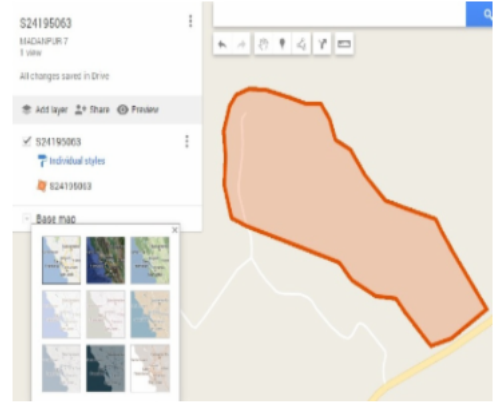 S24195063
MADANPUR 7
1 view
All changes saved in Drive
Add layer Share Preview
S24195063
Individual styles
S24195063
Base map